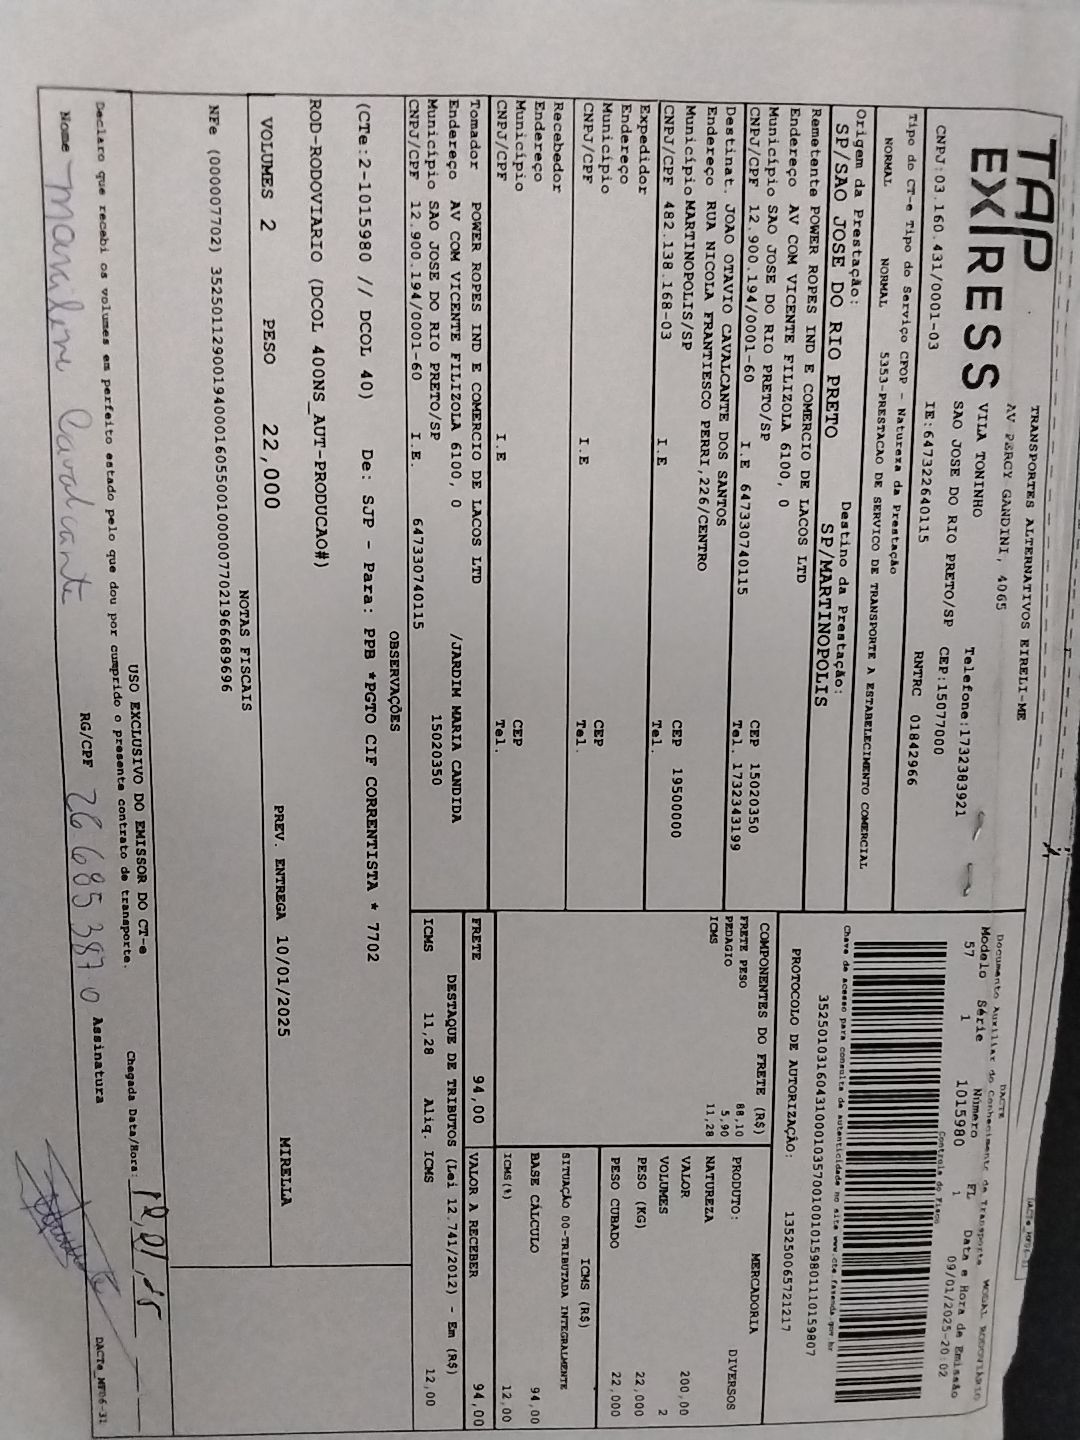 TAP
EXPRESS
TRANSPORTES ALTERNATIVOS EIRELI-ME
AV PERCY GANDINI, 4065
VILA TONINHO Telefone:1732383921
SAO JOSE DO RIO PRETO/SP CEP:15077000
CNPJ:03.160.431/0001-03 IE:647322640115 RNTRC 01842966
DACTE
Documento Auxiliar do Conhecimento de Transporte MODAL RODOVIÁRIO
Modelo Série Número FL Data e Hora de Emissão
57 1 1015980 1 09/01/2025-20:02
Controle do Fisco
Chave de acesso para consulta de autenticidade no site www.cte.fazenda.gov.br
35250103160431000103570010010159801110159807
PROTOCOLO DE AUTORIZAÇÃO: 135250065721217
Tipo do CT-e Tipo do Serviço CFOP - Natureza da Prestação
NORMAL NORMAL 5353-PRESTACAO DE SERVICO DE TRANSPORTE A ESTABELECIMENTO COMERCIAL
Origem da Prestação: Destino da Prestação:
SP/SAO JOSE DO RIO PRETO SP/MARTINOPOLIS
Remetente POWER ROPES IND E COMERCIO DE LACOS LTD
Endereço AV COM VICENTE FILIZOLA 6100, 0
Município SAO JOSE DO RIO PRETO/SP CEP 15020350
CNPJ/CPF 12.900.194/0001-60 I.E 647330740115 Tel. 1732343199
Destinat. JOAO OTAVIO CAVALCANTE DOS SANTOS
Endereço RUA NICOLA FRANTIESCO PERRI,226/CENTRO
Município MARTINOPOLIS/SP CEP 19500000
CNPJ/CPF 482.138.168-03 I.E Tel.
Expedidor
Endereço
Município CEP
CNPJ/CPF I.E Tel.
Recebedor
Endereço
Município CEP
CNPJ/CPF I.E Tel.
Tomador POWER ROPES IND E COMERCIO DE LACOS LTD
Endereço AV COM VICENTE FILIZOLA 6100, 0 /JARDIM MARIA CANDIDA
Município SAO JOSE DO RIO PRETO/SP 15020350
CNPJ/CPF 12.900.194/0001-60 I.E. 647330740115
COMPONENTES DO FRETE (R$)
FRETE PESO 88,10
PEDAGIO 5,90
ICMS 11,28
MERCADORIA
PRODUTO: DIVERSOS
NATUREZA
VALOR 200,00
VOLUMES 2
PESO (KG) 22,000
PESO CUBADO 22,000
ICMS (R$)
SITUAÇÃO 00-TRIBUTADA INTEGRALMENTE
BASE CÁLCULO 94,00
ICMS(%) 12,00
FRETE 94,00 VALOR A RECEBER 94,00
DESTAQUE DE TRIBUTOS (Lei 12.741/2012) - Em (R$)
ICMS 11,28 Aliq. ICMS 12,00
OBSERVAÇÕES
(CTe:2-1015980 // DCOL 40) De: SJP - Para: PPB *PGTO CIF CORRENTISTA * 7702
ROD-RODOVIARIO (DCOL 400NS_AUT-PRODUCAO#)
VOLUMES 2 PESO 22,000 PREV. ENTREGA 10/01/2025 MIRELLA
NOTAS FISCAIS
NFe (000007702) 35250112900194000160550010000077021966689696
USO EXCLUSIVO DO EMISSOR DO CT-e
Declaro que recebi os volumes em perfeito estado pelo que dou por cumprido o presente contrato de transporte. Chegada Data/Hora:
Nome Marcilene Cavalcante RG/CPF 26 685 387 0 Assinatura
DACTe_MF06-31